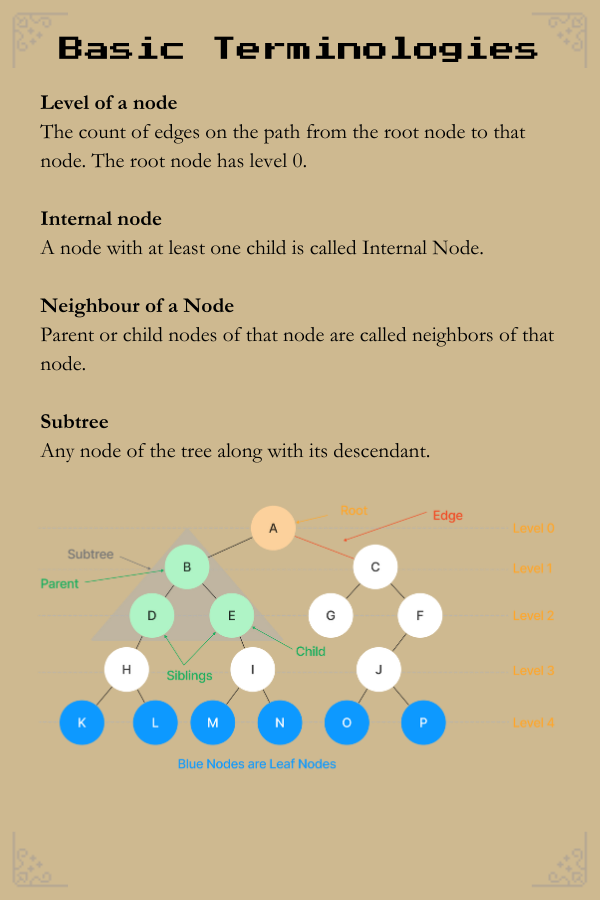 Basic Terminologies
Level of a node
The count of edges on the path from the root node to that
node. The root node has level 0.
Internal node
A node with at least one child is called Internal Node.
Neighbour of a Node
Parent or child nodes of that node are called neighbors of that
node.
Subtree
Any node of the tree along with its descendant.
Root
Edge
A
Level 0
Subtree
B
C
Level 1
Parent
D
E
G
F
Level 2
Child
H
Siblings
I
J
Level 3
K
L
M
N
O
P
Level 4
Blue Nodes are Leaf Nodes